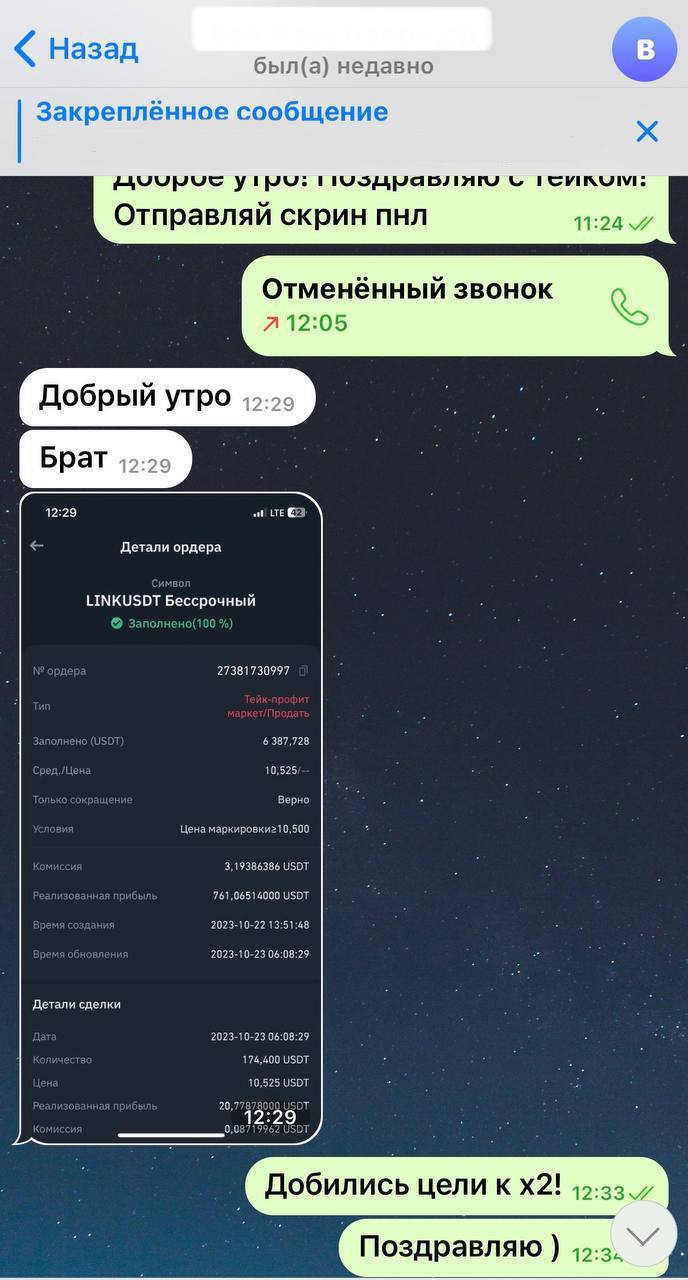 Назад
был(а) недавно
В
Закреплённое сообщение
Доброе утро! Поздравляю с тейком!
Отправляй скрин пнл
11:24
Отменённый звонок
12:05
Добрый утро 12:29
Брат 12:29
12:29 LTE 42
Детали ордера
Символ
LINKUSDT Бессрочный
Заполнено(100 %)
№ ордера 27381730997
Тип Тейк-профит
маркет/Продать
Заполнено (USDT) 6 387,728
Сред./Цена 10,525/--
Только сокращение Верно
Условия Цена маркировки≥10,500
Комиссия 3,19386386 USDT
Реализованная прибыль 761,06514000 USDT
Время создания 2023-10-22 13:51:48
Время обновления 2023-10-23 06:08:29
Детали сделки
Дата 2023-10-23 06:08:29
Количество 174,400 USDT
Цена 10,525 USDT
Реализованная прибыль 20,77878000 USDT
Комиссия 0,08719962 USDT
12:29
Добились цели к х2! 12:33
Поздравляю ) 12:34